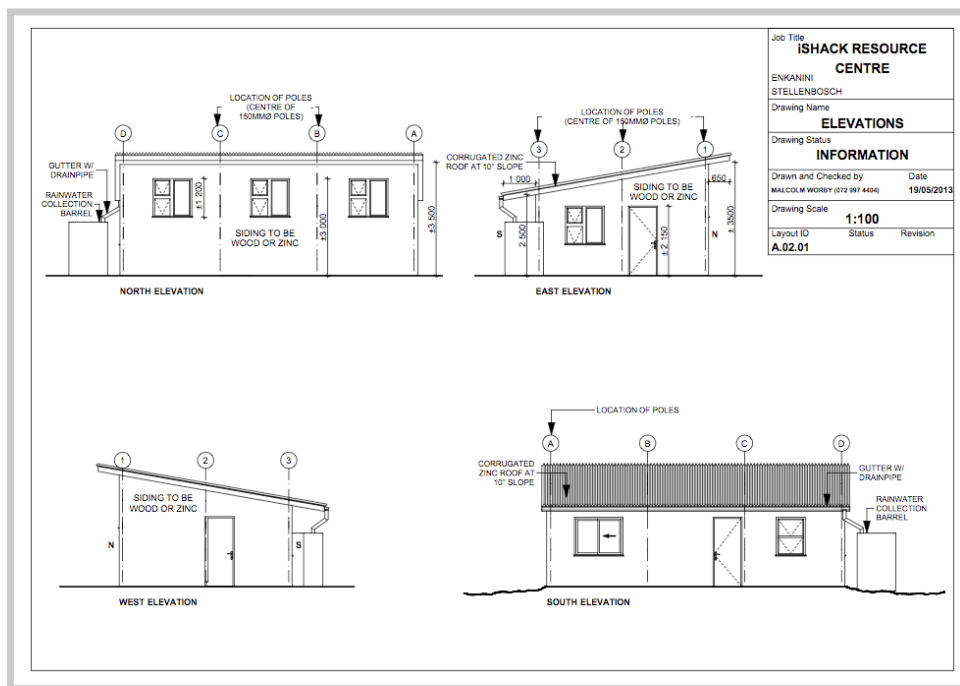 Job Title
iSHACK RESOURCE
CENTRE
ENKANINI
STELLENBOSCH
Drawing Name
ELEVATIONS
Drawing Status
INFORMATION
Drawn and Checked by Date
MALCOLM WORBY (072 997 4404) 19/05/2013
Drawing Scale
1:100
Layout ID Status Revision
A.02.01
LOCATION OF POLES
(CENTRE OF
150MMØ POLES)
D C B A
GUTTER W/
DRAINPIPE
RAINWATER
COLLECTION
BARREL
±1 200
SIDING TO BE
WOOD OR ZINC
±3 000
±3 500
NORTH ELEVATION
LOCATION OF POLES
(CENTRE OF 150MMØ POLES)
3 2 1
CORRUGATED ZINC
ROOF AT 10° SLOPE
1 000
SIDING TO BE
WOOD OR ZINC
650
S
2 500
± 2 150
± 3500
N
EAST ELEVATION
1 2 3
SIDING TO BE
WOOD OR ZINC
N
S
WEST ELEVATION
LOCATION OF POLES
A B C D
CORRUGATED
ZINC ROOF AT
10° SLOPE
GUTTER W/
DRAINPIPE
RAINWATER
COLLECTION
BARREL
SOUTH ELEVATION